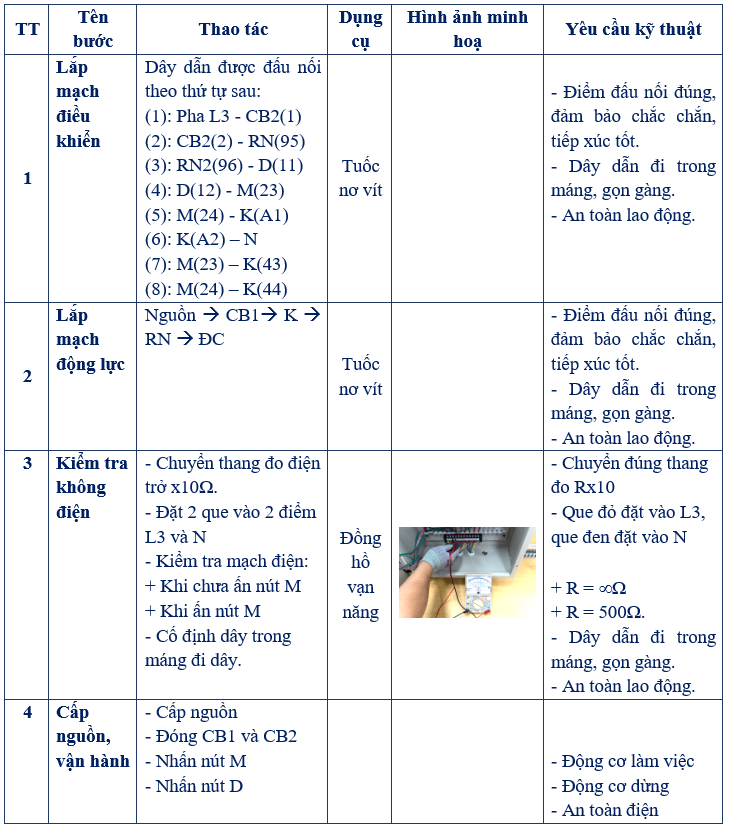 TT
Tên bước
Thao tác
Dụng cụ
Hình ảnh minh hoạ
Yêu cầu kỹ thuật
1
Lắp
mạch
điều
khiển
Dây dẫn được đấu nối
theo thứ tự sau:
(1): Pha L3 - CB2(1)
(2): CB2(2) - RN(95)
(3): RN2(96) - D(11)
(4): D(12) - M(23)
(5): M(24) - K(A1)
(6): K(A2) – N
(7): M(23) – K(43)
(8): M(24) – K(44)
Tuốc
nơ vít
- Điểm đấu nối đúng,
đảm bảo chắc chắn,
tiếp xúc tốt.
- Dây dẫn đi trong
máng, gọn gàng.
- An toàn lao động.
2
Lắp
mạch
động lực
Nguồn → CB1→ K →
RN → ĐC
Tuốc
nơ vít
- Điểm đấu nối đúng,
đảm bảo chắc chắn,
tiếp xúc tốt.
- Dây dẫn đi trong
máng, gọn gàng.
- An toàn lao động.
3
Kiểm tra
không
điện
- Chuyển thang đo điện
trở x10Ω.
- Đặt 2 que vào 2 điểm
L3 và N
- Kiểm tra mạch điện:
+ Khi chưa ấn nút M
+ Khi ấn nút M
- Cố định dây trong
máng đi dây.
Đồng
hồ
vạn
năng
- Chuyển đúng thang
đo Rx10
- Que đỏ đặt vào L3,
que đen đặt vào N
+ R = ∞Ω
+ R = 500Ω.
- Dây dẫn đi trong
máng, gọn gàng.
- An toàn lao động.
4
Cấp
nguồn,
vận hành
- Cấp nguồn
- Đóng CB1 và CB2
- Nhấn nút M
- Nhấn nút D
- Động cơ làm việc
- Động cơ dừng
- An toàn điện